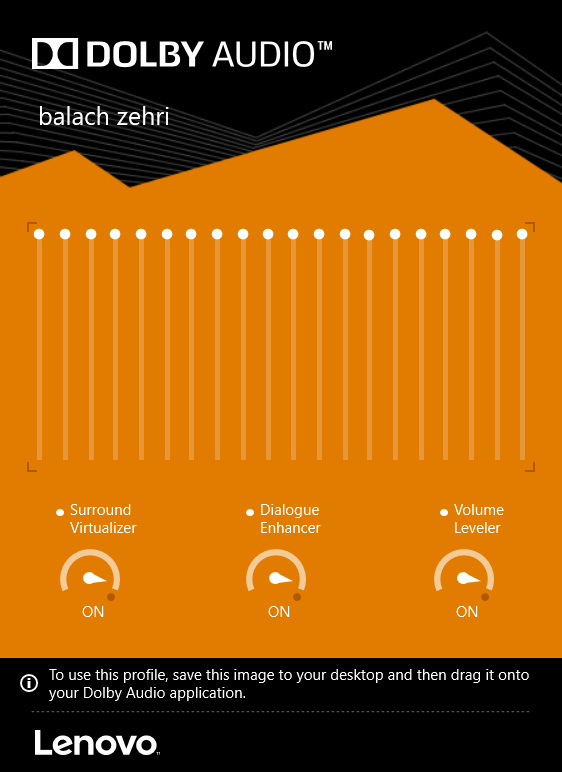 DOLBY AUDIO™
balach zehri
Surround
Virtualizer
ON
Dialogue
Enhancer
ON
Volume
Leveler
ON
To use this profile, save this image to your desktop and then drag it onto
your Dolby Audio application.
Lenovo™